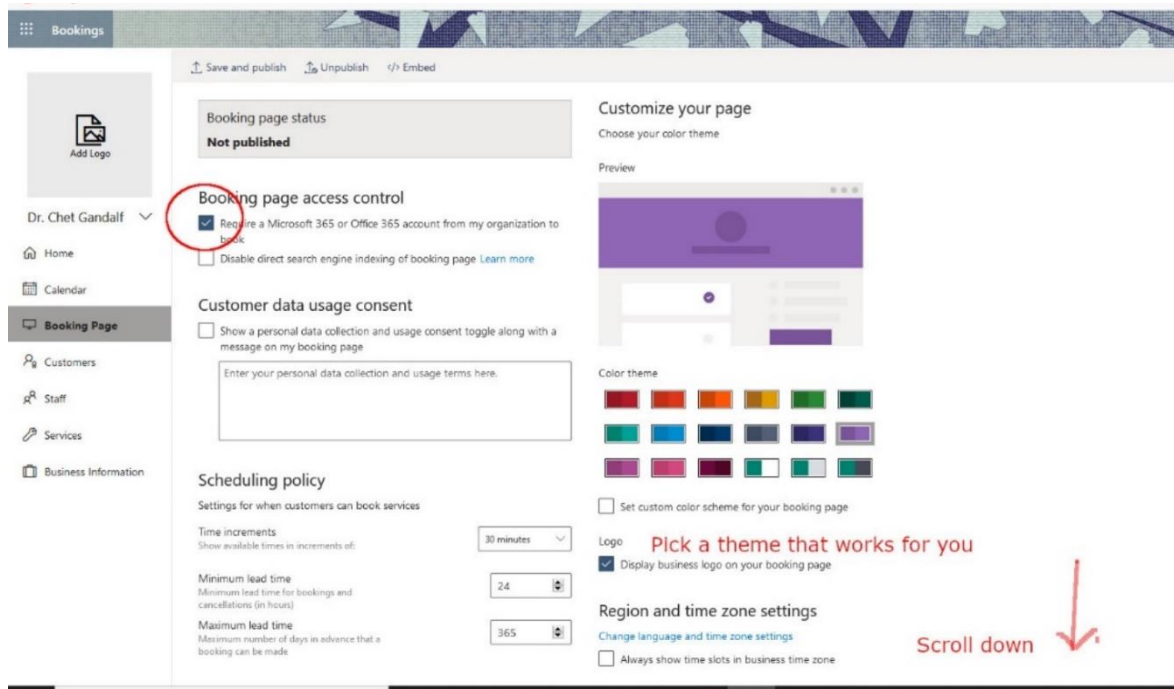 Bookings
Save and publish
Unpublish
</> Embed
Add Logo
Dr. Chet Gandalf
Home
Calendar
Booking Page
Customers
Staff
Services
Business Information
Booking page status
Not published
Booking page access control
Require a Microsoft 365 or Office 365 account from my organization to
book
Disable direct search engine indexing of booking page Learn more
Customer data usage consent
Show a personal data collection and usage consent toggle along with a
message on my booking page
Enter your personal data collection and usage terms here.
Scheduling policy
Settings for when customers can book services
Time increments
Show available times in increments of:
30 minutes
Minimum lead time
Minimum lead time for bookings and
cancellations (in hours)
24
Maximum lead time
Maximum number of days in advance that a
booking can be made
365
Customize your page
Choose your color theme
Preview
Color theme
Set custom color scheme for your booking page
Logo
Pick a theme that works for you
Display business logo on your booking page
Region and time zone settings
Change language and time zone settings
Always show time slots in business time zone
Scroll down